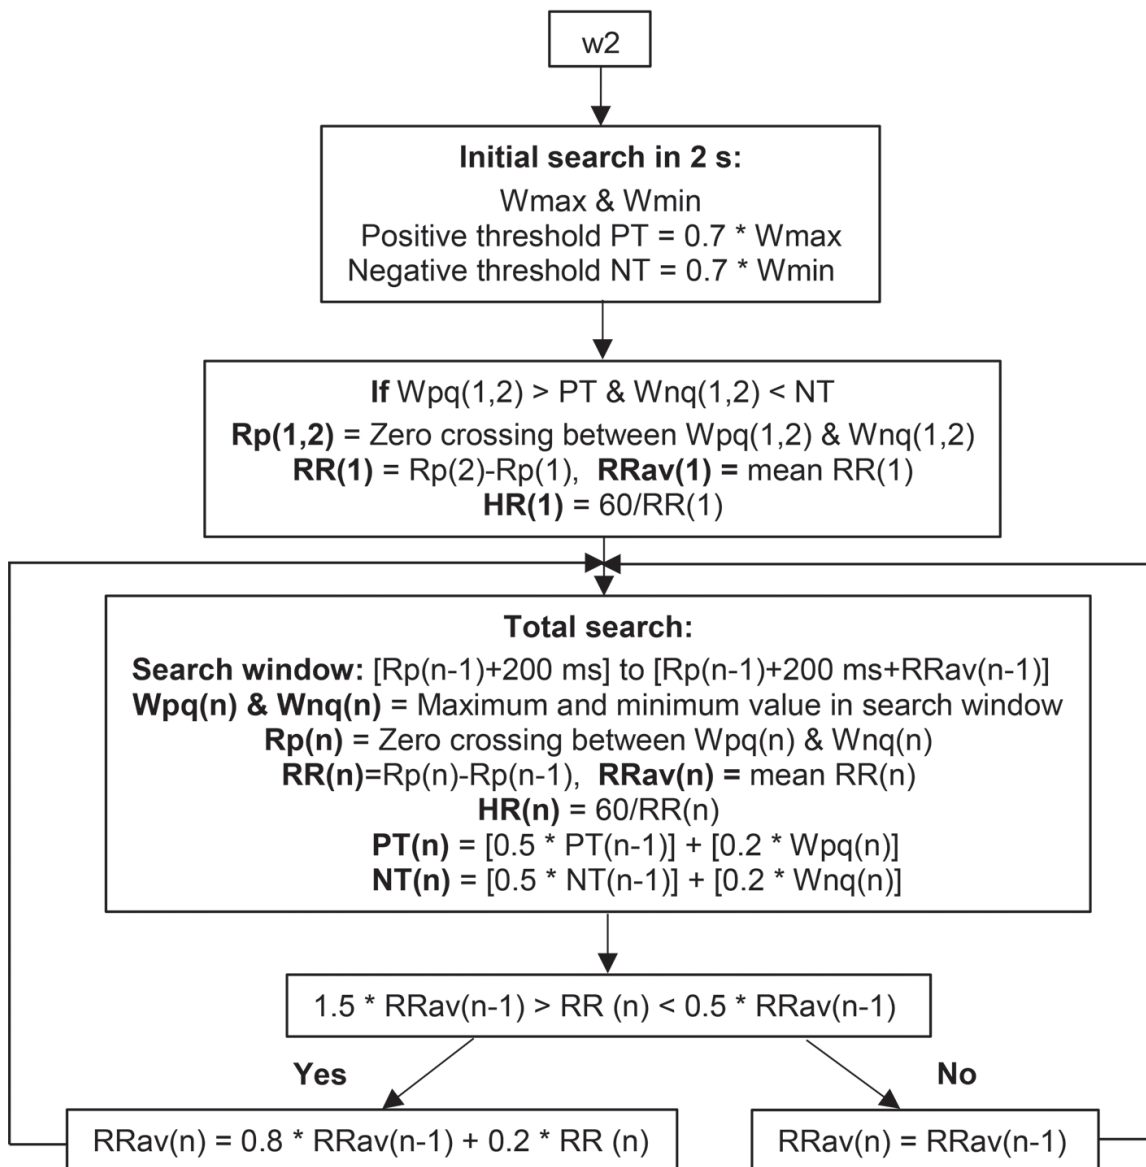 w2
Initial search in 2 s:
Wmax & Wmin
Positive threshold PT = 0.7 * Wmax
Negative threshold NT = 0.7 * Wmin
If Wpq(1,2) > PT & Wnq(1,2) < NT
Rp(1,2) = Zero crossing between Wpq(1,2) & Wnq(1,2)
RR(1) = Rp(2)-Rp(1), RRav(1) = mean RR(1)
HR(1) = 60/RR(1)
Total search:
Search window: [Rp(n-1)+200 ms] to [Rp(n-1)+200 ms+RRav(n-1)]
Wpq(n) & Wnq(n) = Maximum and minimum value in search window
Rp(n) = Zero crossing between Wpq(n) & Wnq(n)
RR(n)=Rp(n)-Rp(n-1), RRav(n) = mean RR(n)
HR(n) = 60/RR(n)
PT(n) = [0.5 * PT(n-1)] + [0.2 * Wpq(n)]
NT(n) = [0.5 * NT(n-1)] + [0.2 * Wnq(n)]
1.5 * RRav(n-1) > RR (n) < 0.5 * RRav(n-1)
Yes
No
RRav(n) = 0.8 * RRav(n-1) + 0.2 * RR (n)
RRav(n) = RRav(n-1)